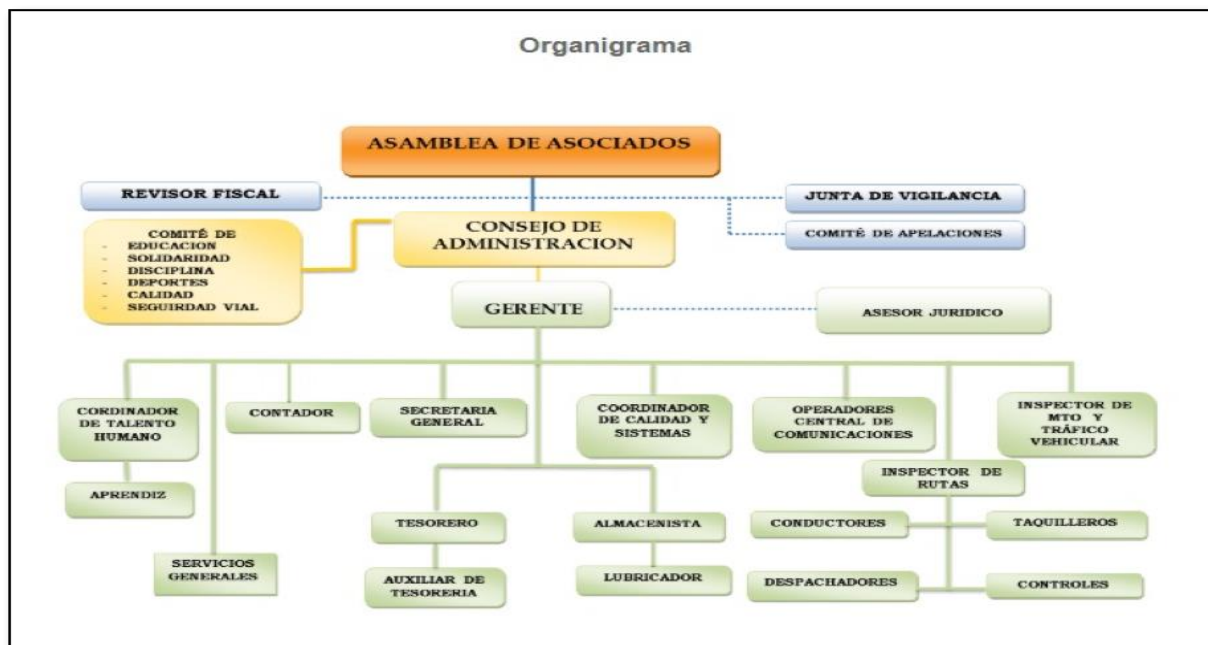 Organigrama
ASAMBLEA DE ASOCIADOS
REVISOR FISCAL
JUNTA DE VIGILANCIA
COMITÉ DE APELACIONES
COMITÉ DE
- EDUCACION
- SOLIDARIDAD
- DISCIPLINA
- DEPORTES
- CALIDAD
- SEGUIRDAD VIAL
CONSEJO DE
ADMINISTRACION
GERENTE
ASESOR JURIDICO
CORDINADOR
DE TALENTO
HUMANO
CONTADOR
SECRETARIA
GENERAL
COORDINADOR
DE CALIDAD Y
SISTEMAS
OPERADORES
CENTRAL DE
COMUNICACIONES
INSPECTOR DE
MTO Y
TRÁFICO
VEHICULAR
INSPECTOR DE
RUTAS
APRENDIZ
TESORERO
ALMACENISTA
CONDUCTORES
TAQUILLEROS
SERVICIOS
GENERALES
AUXILIAR DE
TESORERIA
LUBRICADOR
DESPACHADORES
CONTROLES